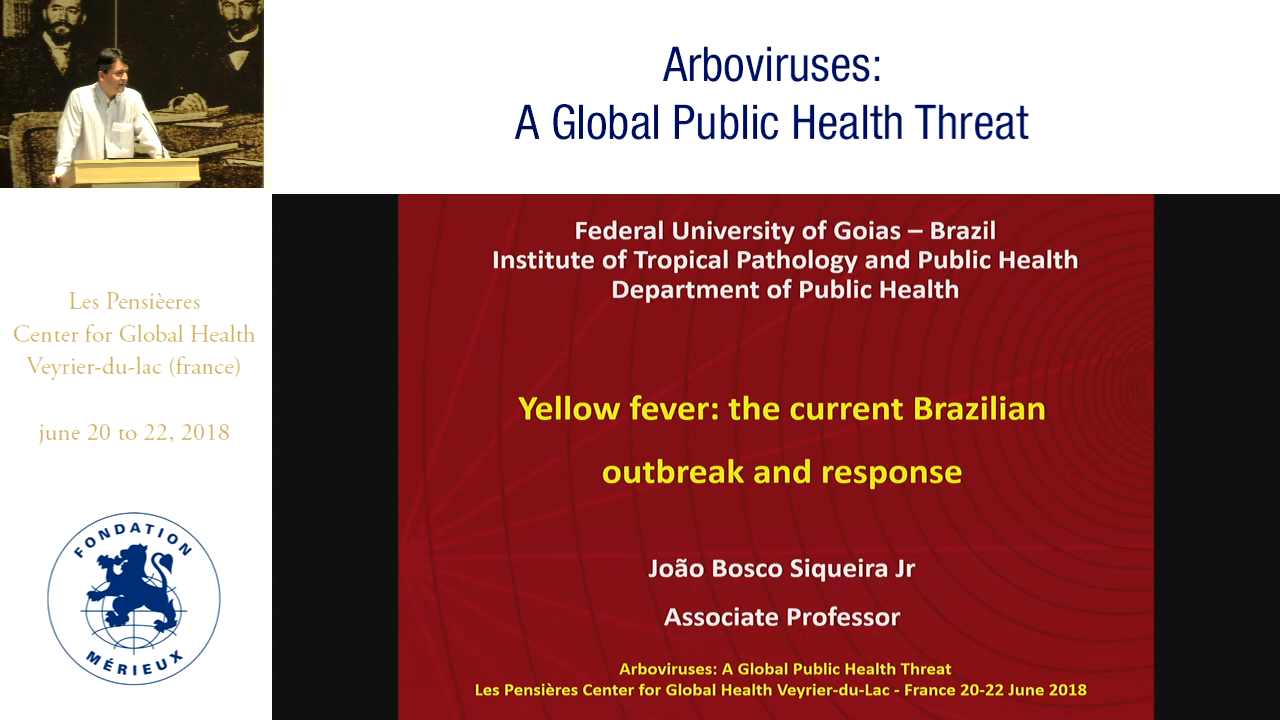 Arboviruses:
A Global Public Health Threat
Les Pensièeres
Center for Global Health
Veyrier-du-lac (france)
june 20 to 22, 2018
FONDATION
MÉRIEUX
Federal University of Goias – Brazil
Institute of Tropical Pathology and Public Health
Department of Public Health
Yellow fever: the current Brazilian
outbreak and response
João Bosco Siqueira Jr
Associate Professor
Arboviruses: A Global Public Health Threat
Les Pensières Center for Global Health Veyrier-du-Lac - France 20-22 June 2018